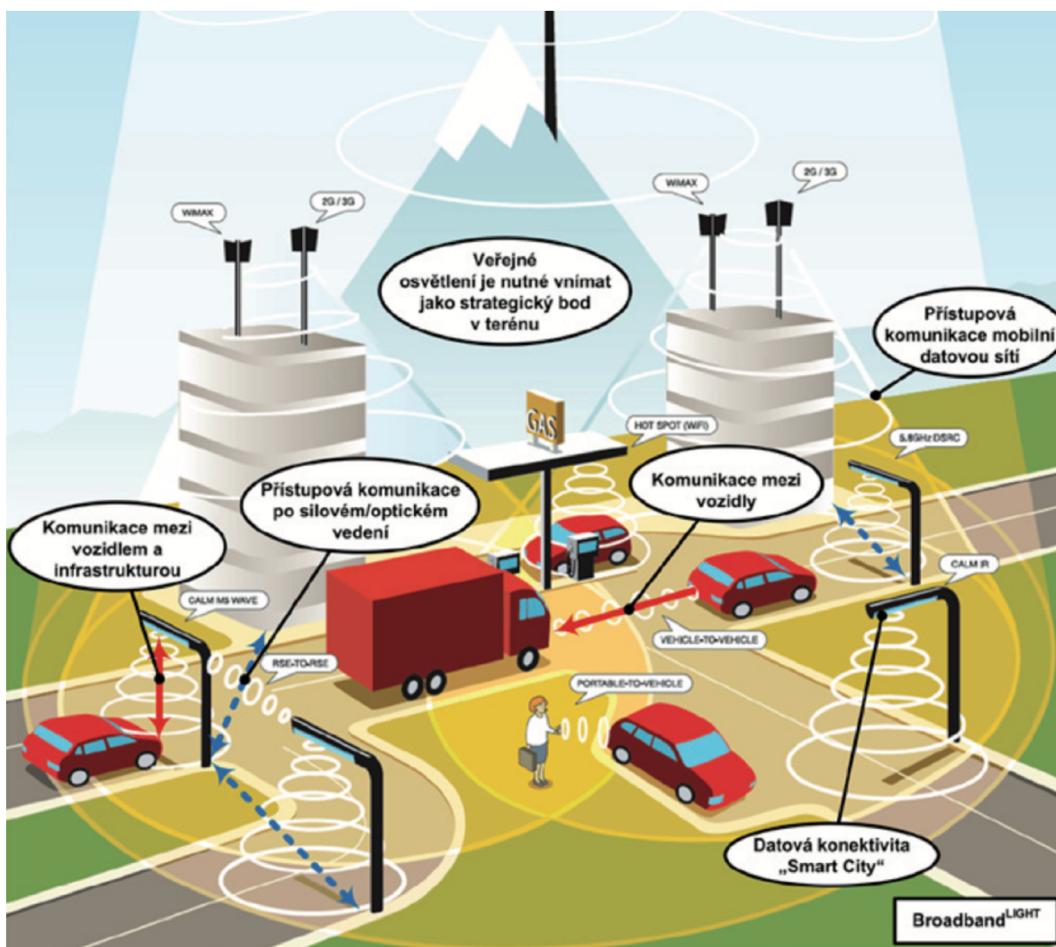 WiMAX
2G / 3G
WiMAX
2G / 3G
Veřejné
osvětlení je nutné vnímat
jako strategický bod
v terénu
Přístupová
komunikace mobilní
datovou sítí
GAS
HOT SPOT (WiFi)
5.8GHz DSRC
Přístupová komunikace
po silovém/optickém
vedení
Komunikace mezi
vozidly
Komunikace mezi
vozidlem a
infrastrukturou
CALM IR
CALM M5 WAVE
VEHICLE-TO-VEHICLE
RSE-TO-RSE
PORTABLE-TO-VEHICLE
Datová konektivita
„Smart City“
BroadbandLIGHT